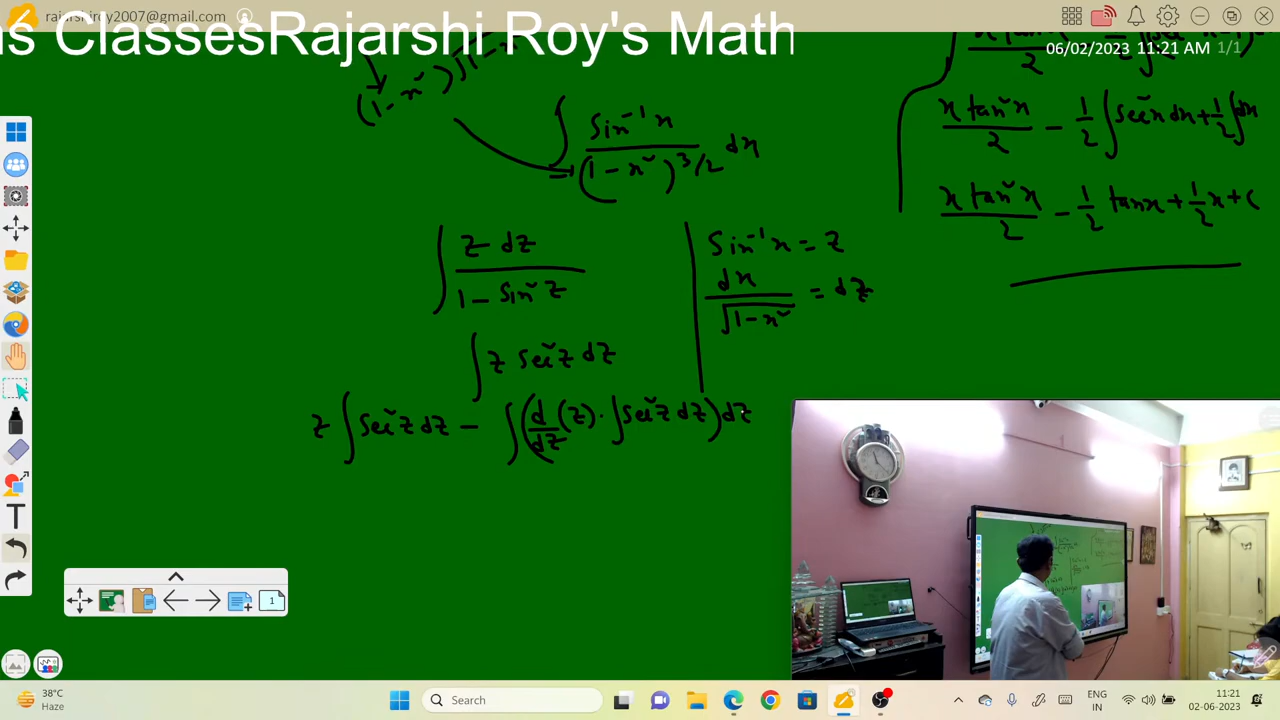 rajarshiroy2007@gmail.com
ns ClassesRajarshi Roy's Math
06/02/2023 11:21 AM 1/1
(1-x²)√1-x
∫ Sin⁻¹x / (1-x²)^3/2 dx
x tan²x / 2 - 1/2 ∫Sec²x dx + 1/2 ∫dx
x tan²x / 2 - 1/2 tanx + 1/2 x + C
∫ z dz / 1 - Sin²z
Sin⁻¹x = z
dx / √1-x² = dz
∫ z Sec²z dz
z ∫ Sec²z dz - ∫(d/dz (z) · ∫Sec²z dz) dz
T
1
38°C
Haze
Search
ENG
IN
11:21
02-06-2023